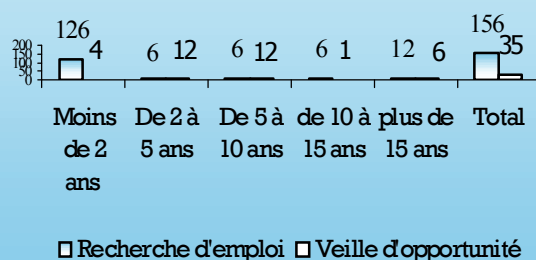 126 4 6 12 6 12 6 1 12 6 156 35
200
150
100
50
0
Moins De 2 à De 5 à de 10 à plus de Total
de 2 5 ans 10 ans 15 ans 15 ans
ans
Recherche d'emploi Veille d'opportunité